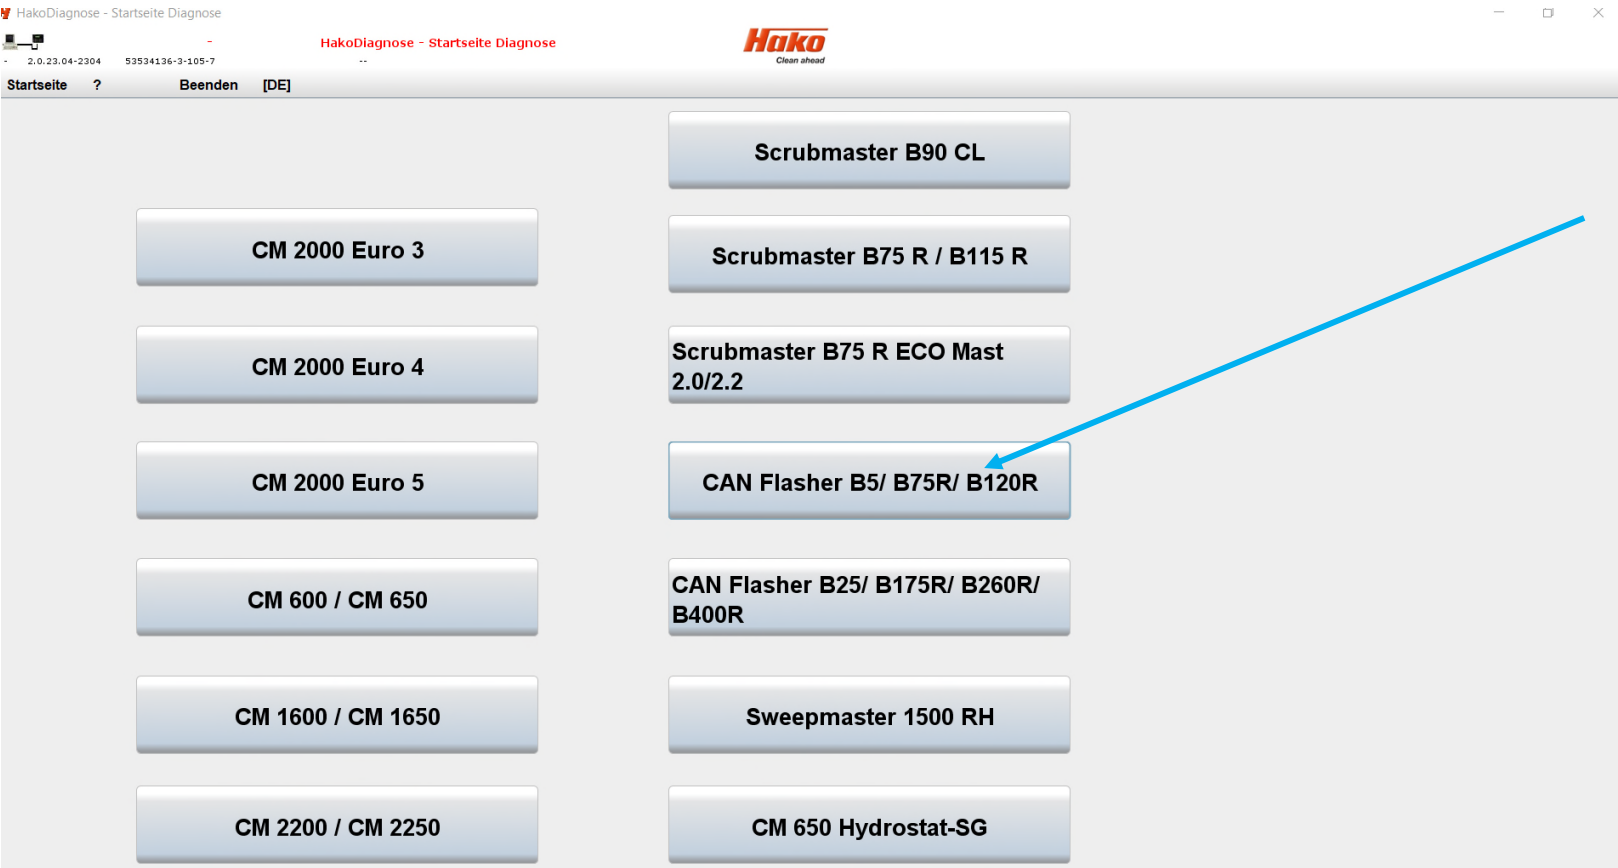 HakoDiagnose - Startseite Diagnose
-
HakoDiagnose - Startseite Diagnose
Hako
Clean ahead
- 2.0.23.04-2304 53534136-3-105-7 --
Startseite ? Beenden [DE]
Scrubmaster B90 CL
CM 2000 Euro 3
Scrubmaster B75 R / B115 R
CM 2000 Euro 4
Scrubmaster B75 R ECO Mast
2.0/2.2
CM 2000 Euro 5
CAN Flasher B5/ B75R/ B120R
CM 600 / CM 650
CAN Flasher B25/ B175R/ B260R/
B400R
CM 1600 / CM 1650
Sweepmaster 1500 RH
CM 2200 / CM 2250
CM 650 Hydrostat-SG